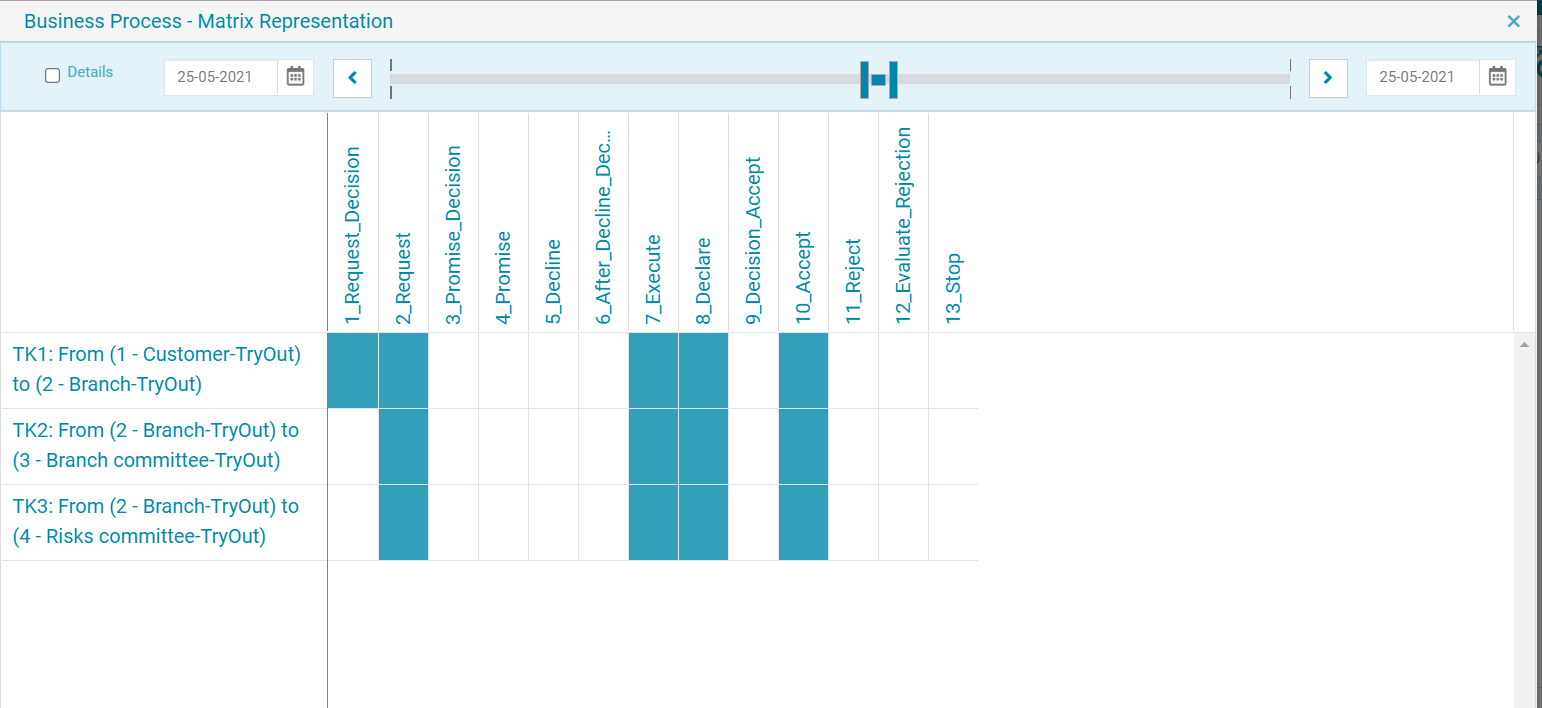 Business Process - Matrix Representation
×
Details
25-05-2021
25-05-2021
1_Request_Decision
2_Request
3_Promise_Decision
4_Promise
5_Decline
6_After_Decline_Dec...
7_Execute
8_Declare
9_Decision_Accept
10_Accept
11_Reject
12_Evaluate_Rejection
13_Stop
TK1: From (1 - Customer-TryOut)
to (2 - Branch-TryOut)
TK2: From (2 - Branch-TryOut) to
(3 - Branch committee-TryOut)
TK3: From (2 - Branch-TryOut) to
(4 - Risks committee-TryOut)